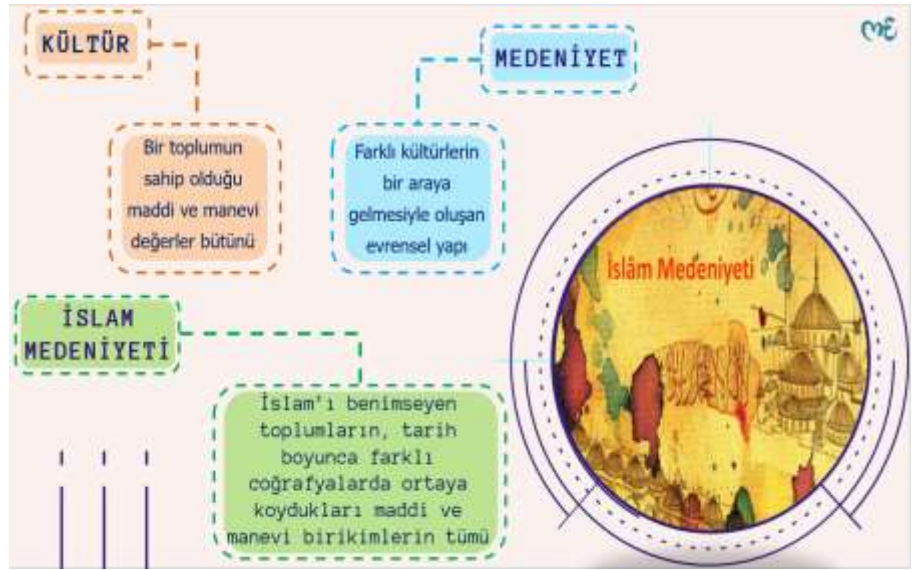 KÜLTÜR
Bir toplumun
sahip olduğu
maddi ve manevi
değerler bütünü
MEDENİYET
Farklı kültürlerin
bir araya
gelmesiyle oluşan
evrensel yapı
İSLAM
MEDENİYETİ
İslam'ı benimseyen
toplumların, tarih
boyunca farklı
coğrafyalarda ortaya
koydukları maddi ve
manevi birikimlerin tümü
İslâm Medeniyeti